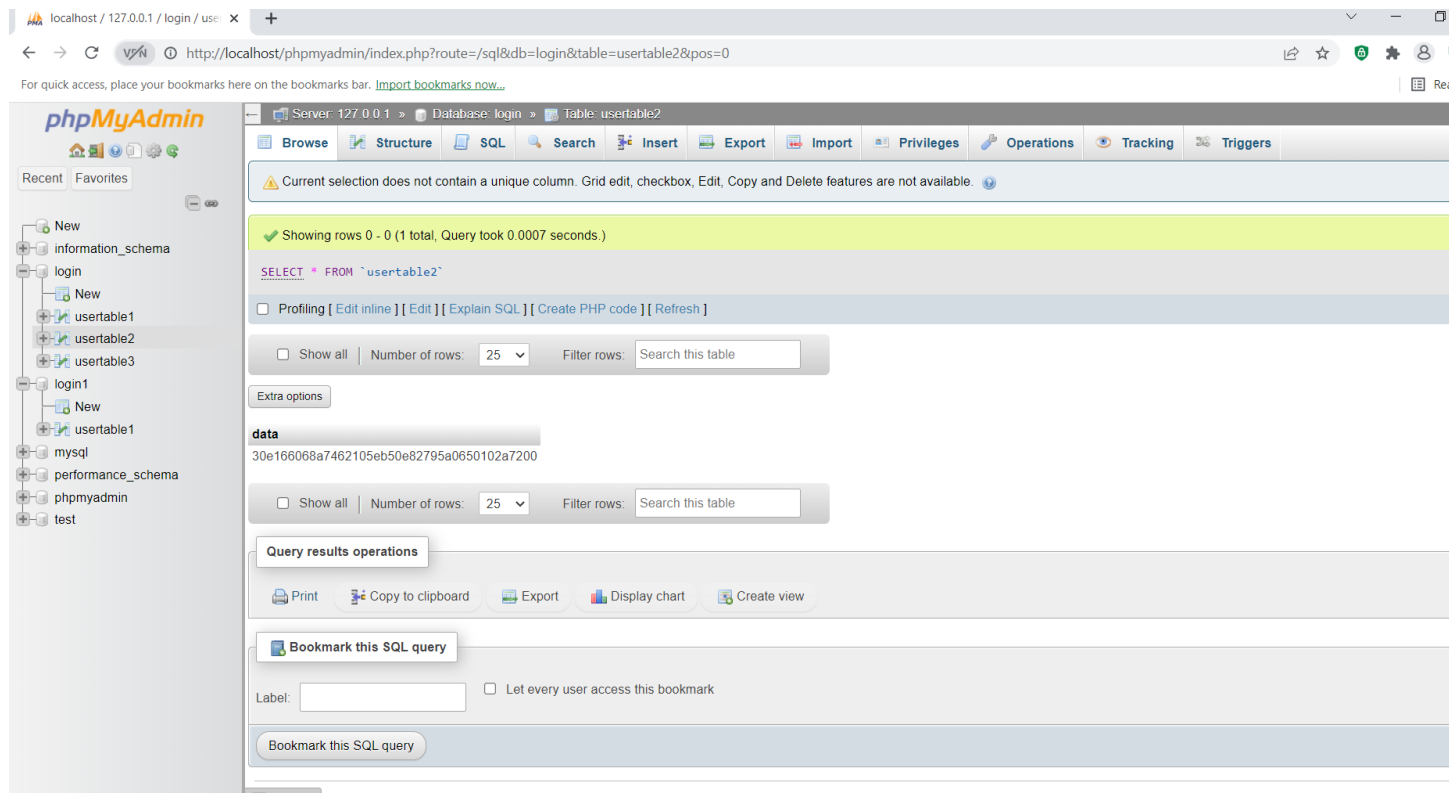 localhost / 127.0.0.1 / login / use
VPN http://localhost/phpmyadmin/index.php?route=/sql&db=login&table=usertable2&pos=0
For quick access, place your bookmarks here on the bookmarks bar. Import bookmarks now...
phpMyAdmin
Recent Favorites
New
information_schema
login
New
usertable1
usertable2
usertable3
login1
New
usertable1
mysql
performance_schema
phpmyadmin
test
Server: 127.0.0.1 » Database: login » Table: usertable2
Browse Structure SQL Search Insert Export Import Privileges Operations Tracking Triggers
Current selection does not contain a unique column. Grid edit, checkbox, Edit, Copy and Delete features are not available.
Showing rows 0 - 0 (1 total, Query took 0.0007 seconds.)
SELECT * FROM `usertable2`
Profiling [ Edit inline ] [ Edit ] [ Explain SQL ] [ Create PHP code ] [ Refresh ]
Show all | Number of rows: 25 Filter rows: Search this table
Extra options
data
30e166068a7462105eb50e82795a0650102a7200
Show all | Number of rows: 25 Filter rows: Search this table
Query results operations
Print Copy to clipboard Export Display chart Create view
Bookmark this SQL query
Label: Let every user access this bookmark
Bookmark this SQL query